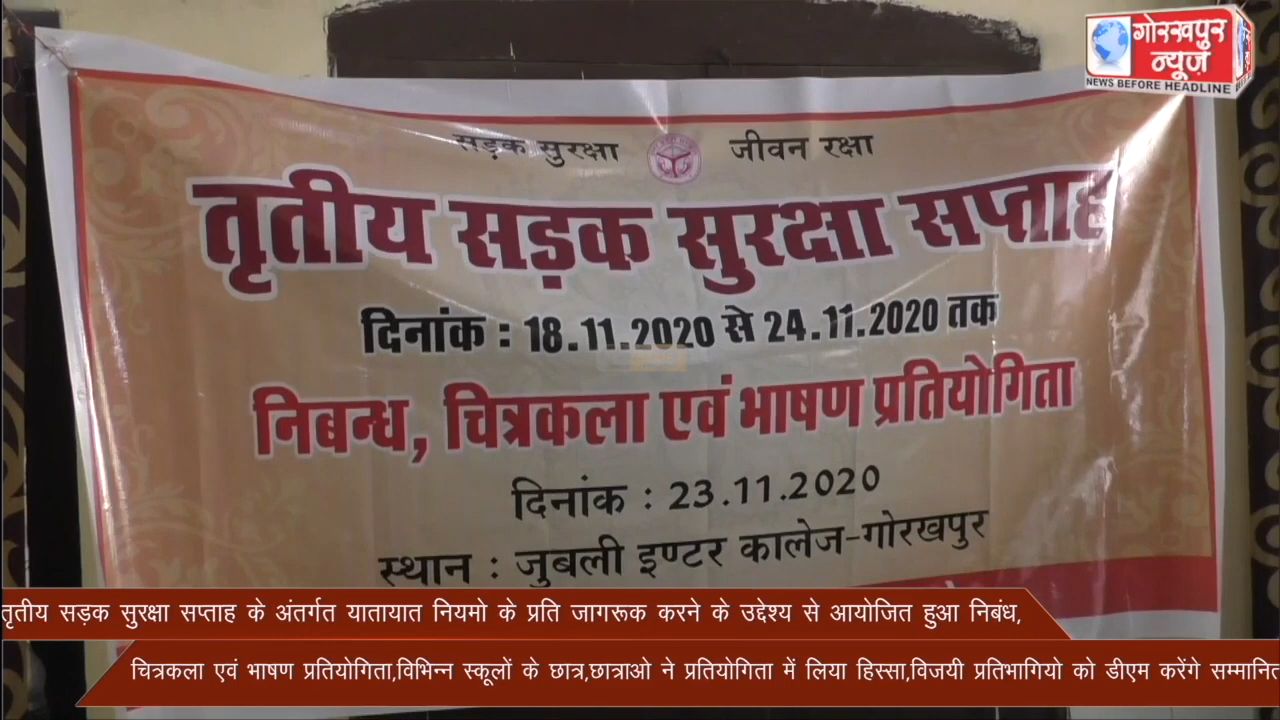 गोरखपुर
न्यूज़
NEWS BEFORE HEADLINE
सड़क सुरक्षा जीवन रक्षा
तृतीय सड़क सुरक्षा सप्ताह
दिनांक : 18.11.2020 से 24.11.2020 तक
निबन्ध, चित्रकला एवं भाषण प्रतियोगिता
दिनांक : 23.11.2020
स्थान : जुबली इण्टर कालेज-गोरखपुर
तृतीय सड़क सुरक्षा सप्ताह के अंतर्गत यातायात नियमो के प्रति जागरूक करने के उद्देश्य से आयोजित हुआ निबंध,
चित्रकला एवं भाषण प्रतियोगिता,विभिन्न स्कूलों के छात्र,छात्राओ ने प्रतियोगिता में लिया हिस्सा,विजयी प्रतिभागियो को डीएम करेंगे सम्मानित